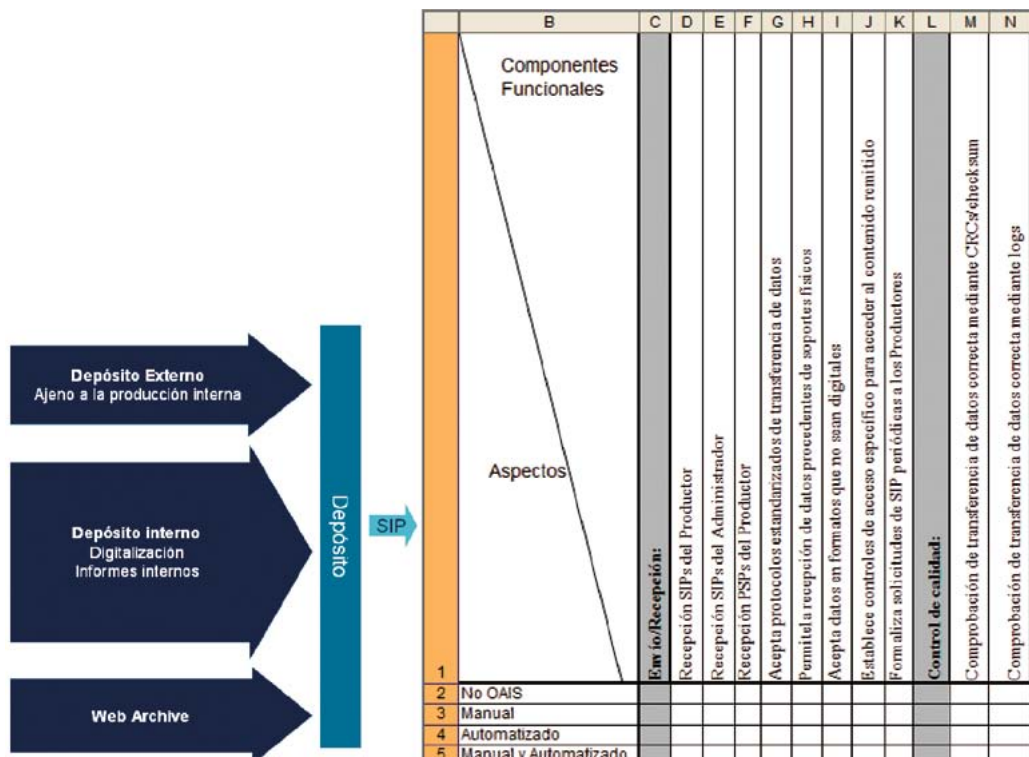 Depósito Externo
Ajeno a la producción interna
Depósito interno
Digitalización
Informes internos
Web Archive
Depósito
SIP
B C D E F G H I J K L M N
Componentes
Funcionales
Aspectos
Envío/Recepción:
Recepción SIPs del Productor
Recepción SIPs del Administrador
Recepción PSPs del Productor
Acepta protocolos estandarizados de transferencia de datos
Permitela recepción de datos procedentes de soportes físicos
Acepta datos en formatos que no sean digitales
Establece controles de acceso específico para acceder al contenido remitido
Formaliza solicitudes de SIP periódicas a los Productores
Control de calidad:
Comprobación de transferencia de datos correcta mediante CRCs/checksum
Comprobación de transferencia de datos correcta mediante logs
1
2 No OAIS
3 Manual
4 Automatizado
5 Manual y Automatizado